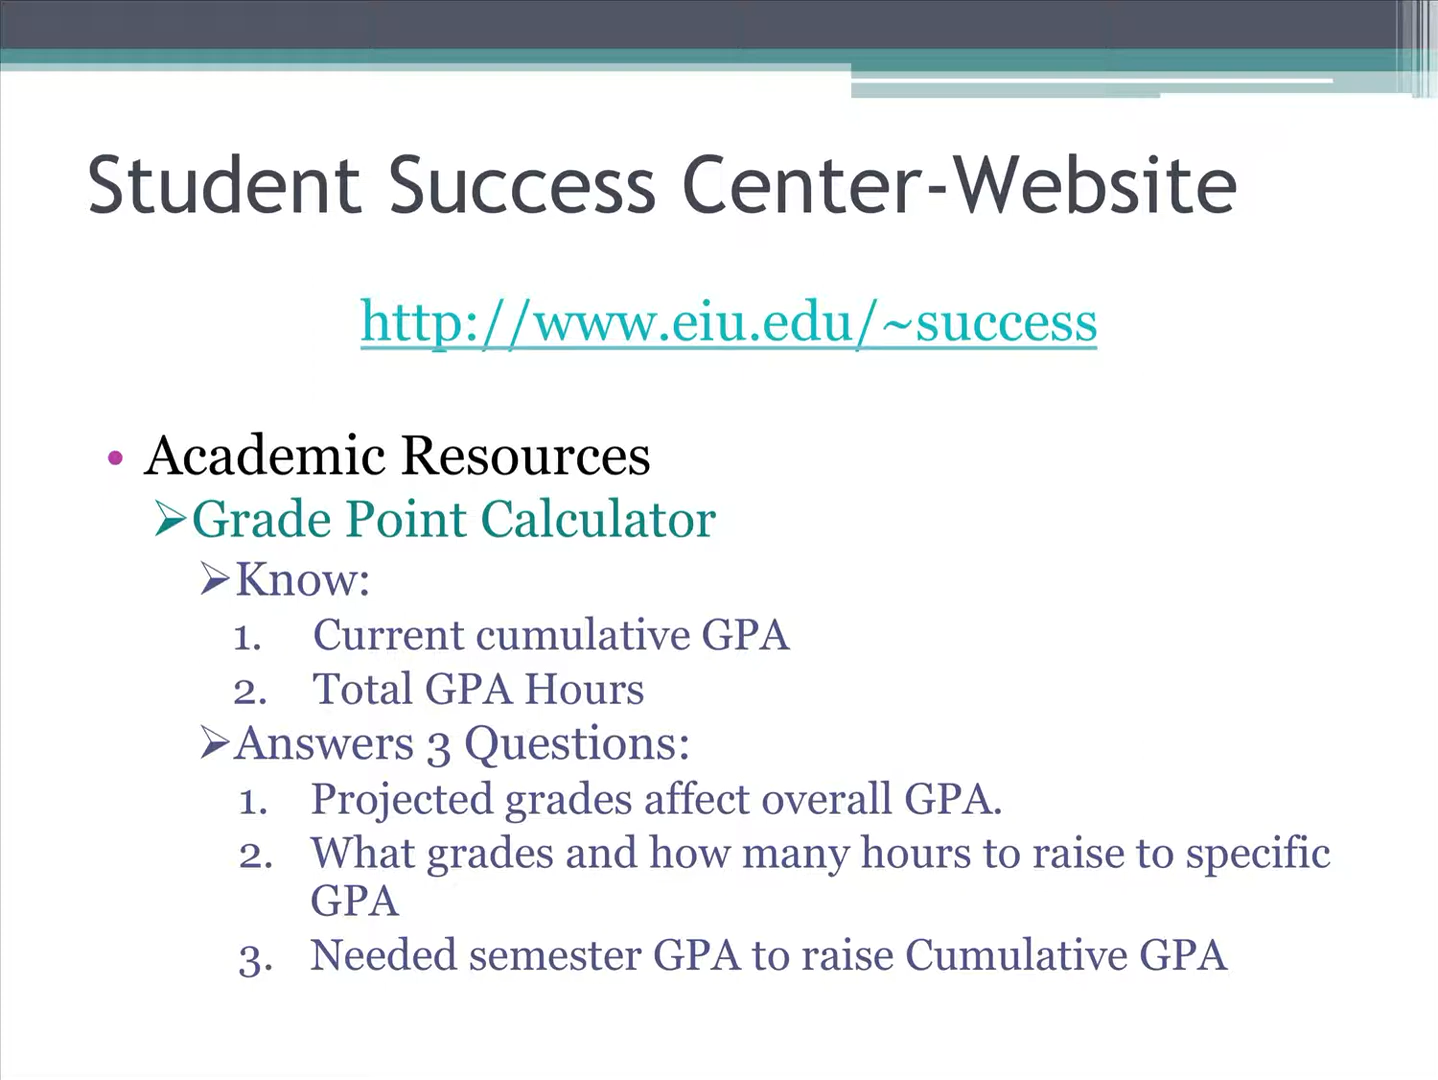 Student Success Center-Website
http://www.eiu.edu/~success
• Academic Resources
➢Grade Point Calculator
➢Know:
1. Current cumulative GPA
2. Total GPA Hours
➢Answers 3 Questions:
1. Projected grades affect overall GPA.
2. What grades and how many hours to raise to specific
GPA
3. Needed semester GPA to raise Cumulative GPA